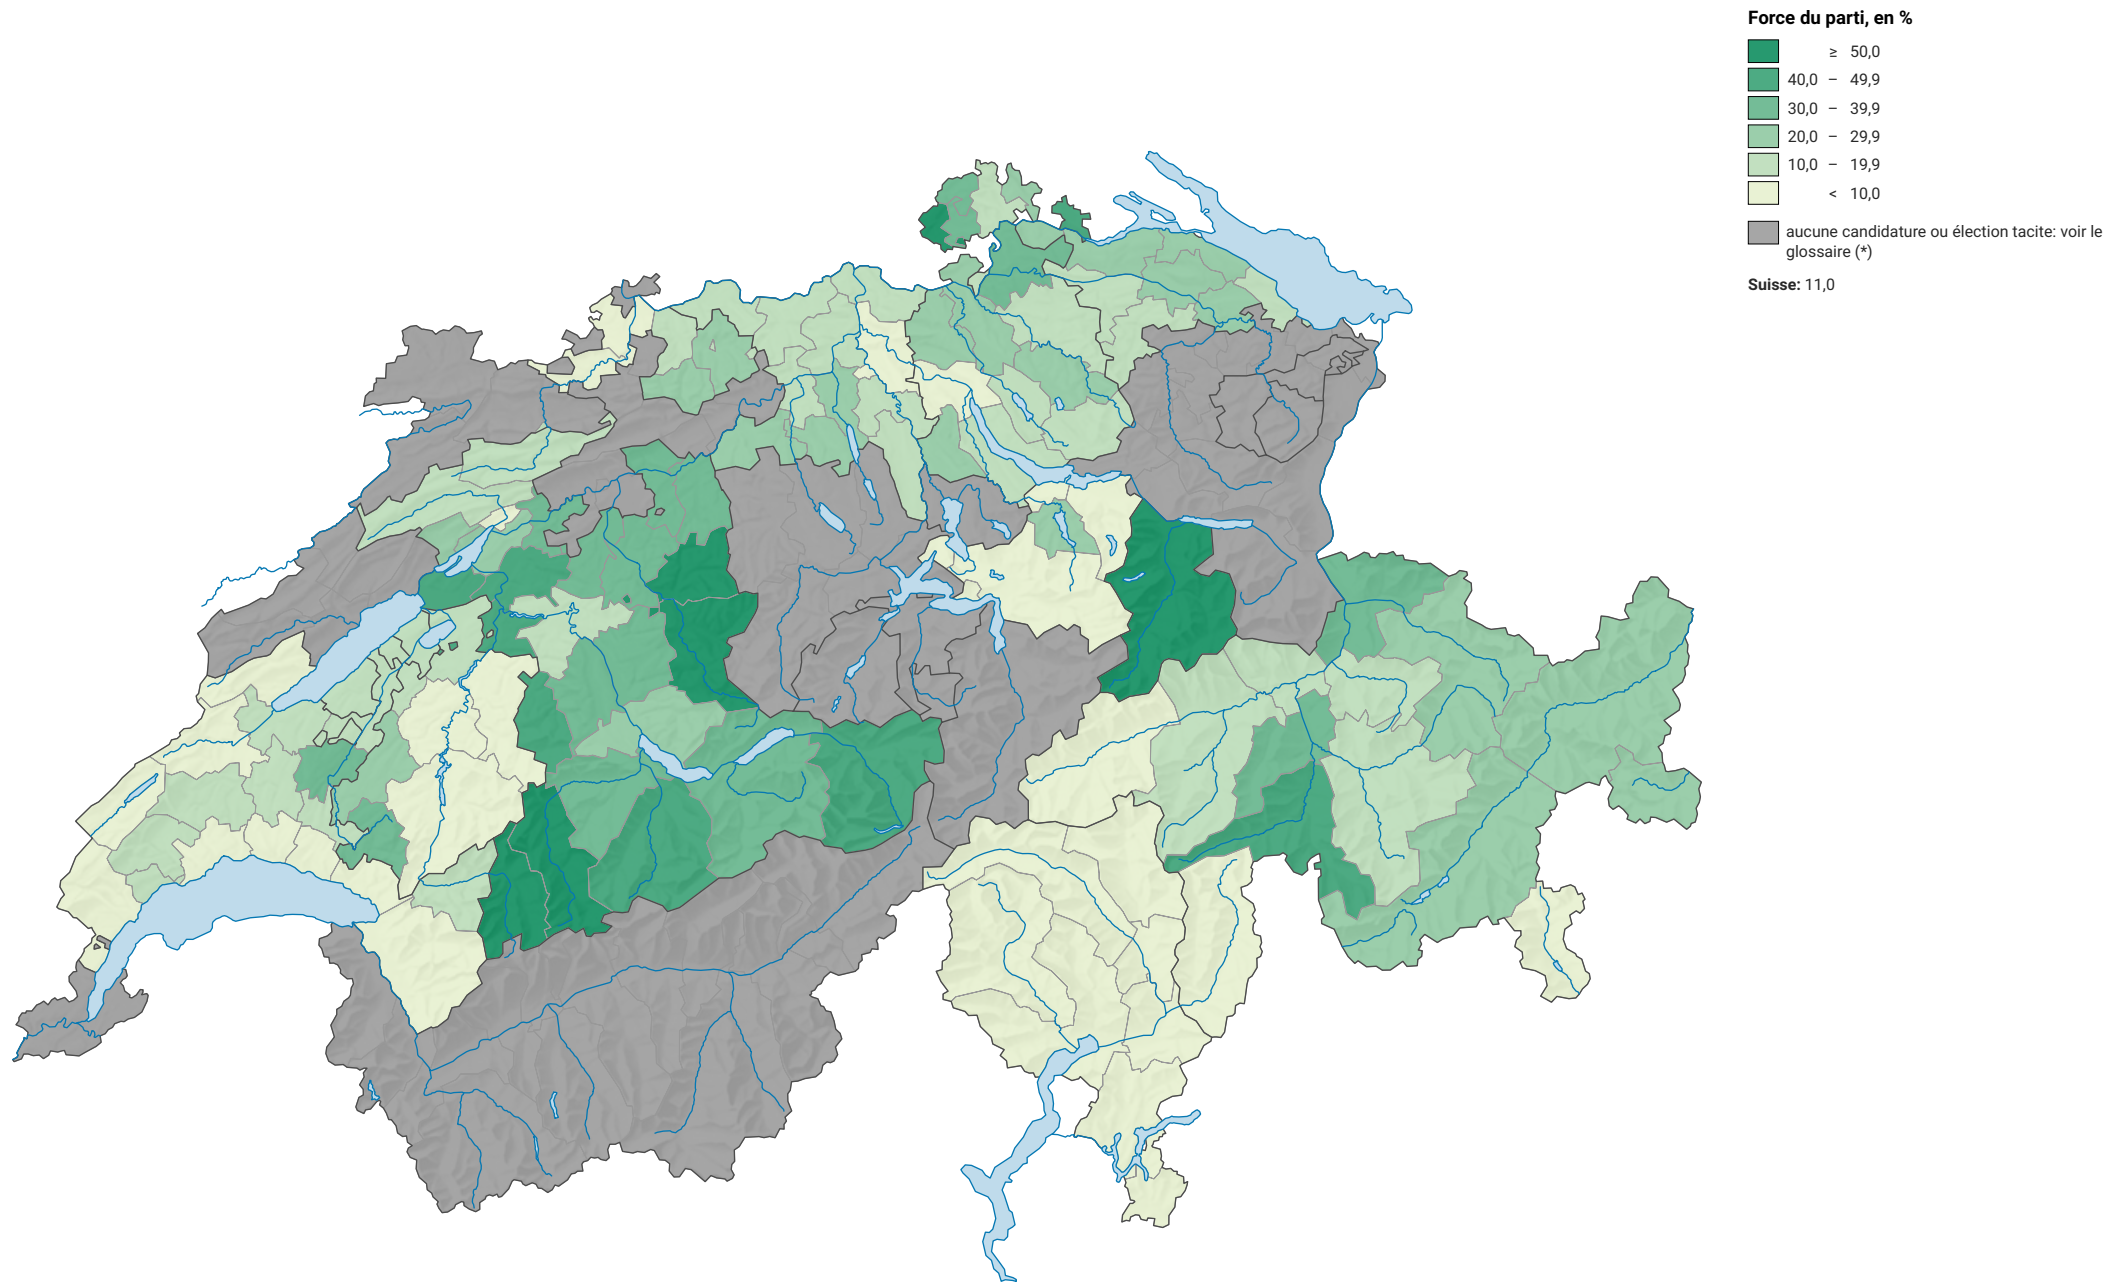 Force du parti, en %
≥ 50,0
40,0 – 49,9
30,0 – 39,9
20,0 – 29,9
10,0 – 19,9
< 10,0
aucune candidature ou élection tacite: voir le
glossaire (*)
Suisse: 11,0